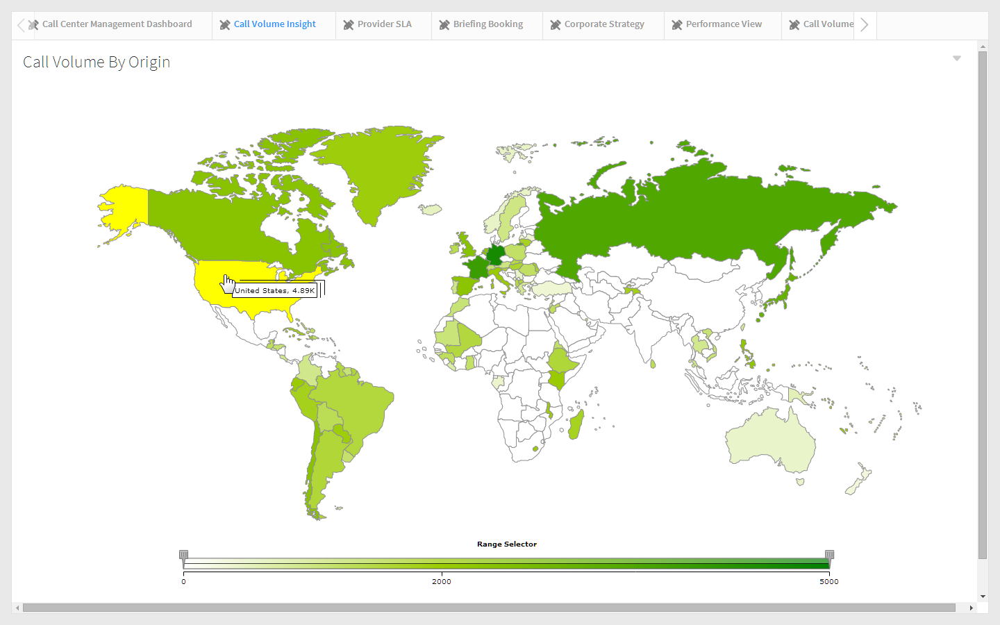 Call Center Management Dashboard
Call Volume Insight
Provider SLA
Briefing Booking
Corporate Strategy
Performance View
Call Volume
Call Volume By Origin
United States, 4.89K
Range Selector
0
2000
5000